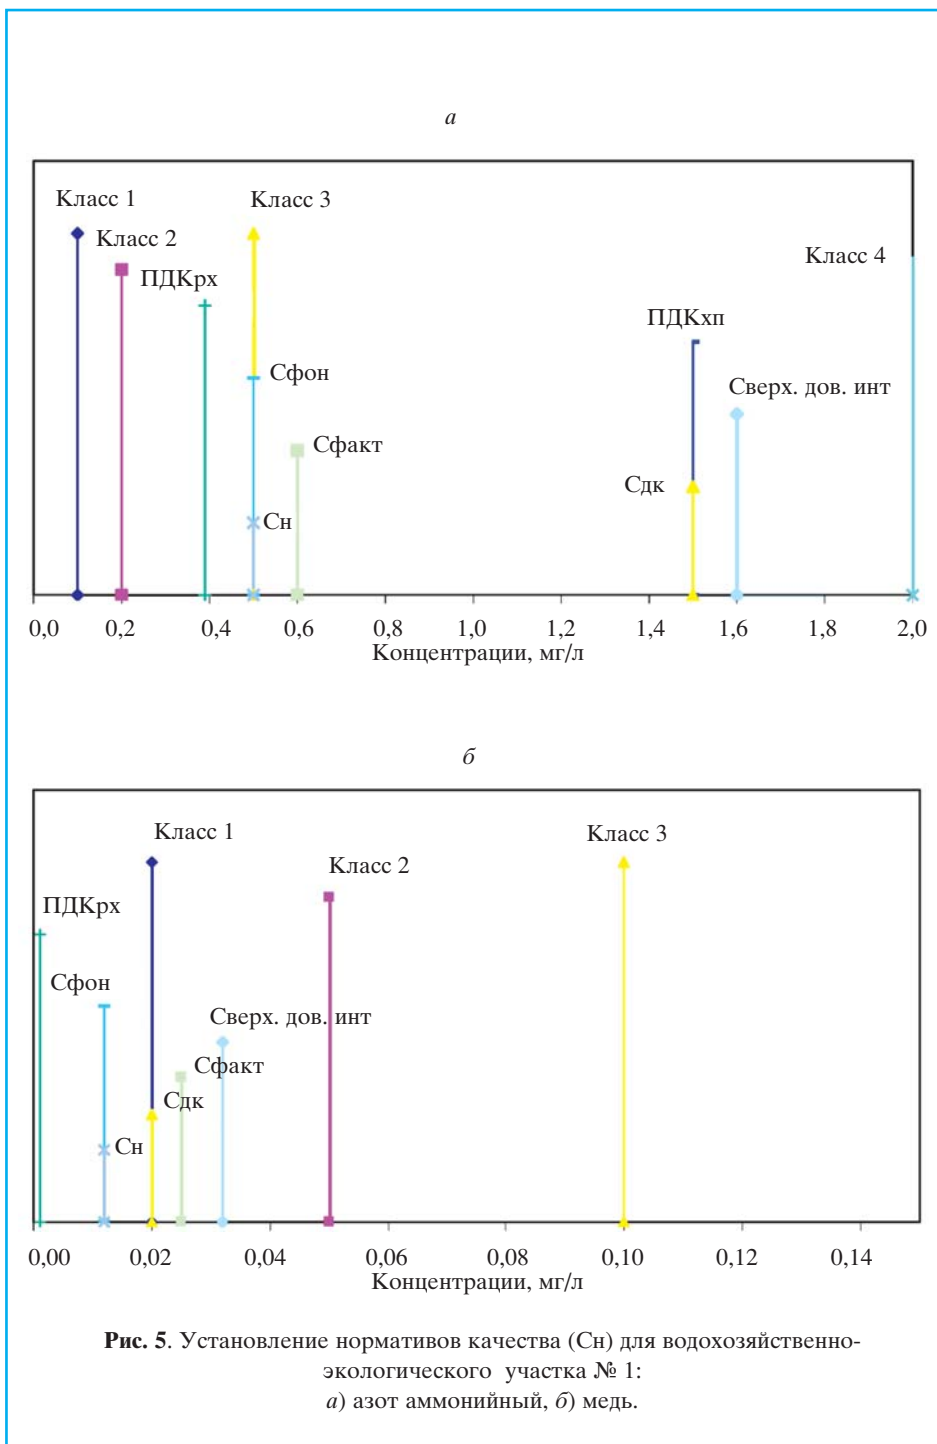 а
Класс 1
Класс 3
Класс 2
Класс 4
ПДКрх
ПДКхп
Сфон
Сверх. дов. инт
Сфакт
Сдк
Сн
0,0 0,2 0,4 0,6 0,8 1,0 1,2 1,4 1,6 1,8 2,0
Концентрации, мг/л
б
Класс 1
Класс 3
Класс 2
ПДКрх
Сфон
Сверх. дов. инт
Сфакт
Сдк
Сн
0,00 0,02 0,04 0,06 0,08 0,10 0,12 0,14
Концентрации, мг/л
Рис. 5. Установление нормативов качества (Сн) для водохозяйственно-
экологического участка № 1:
а) азот аммонийный, б) медь.